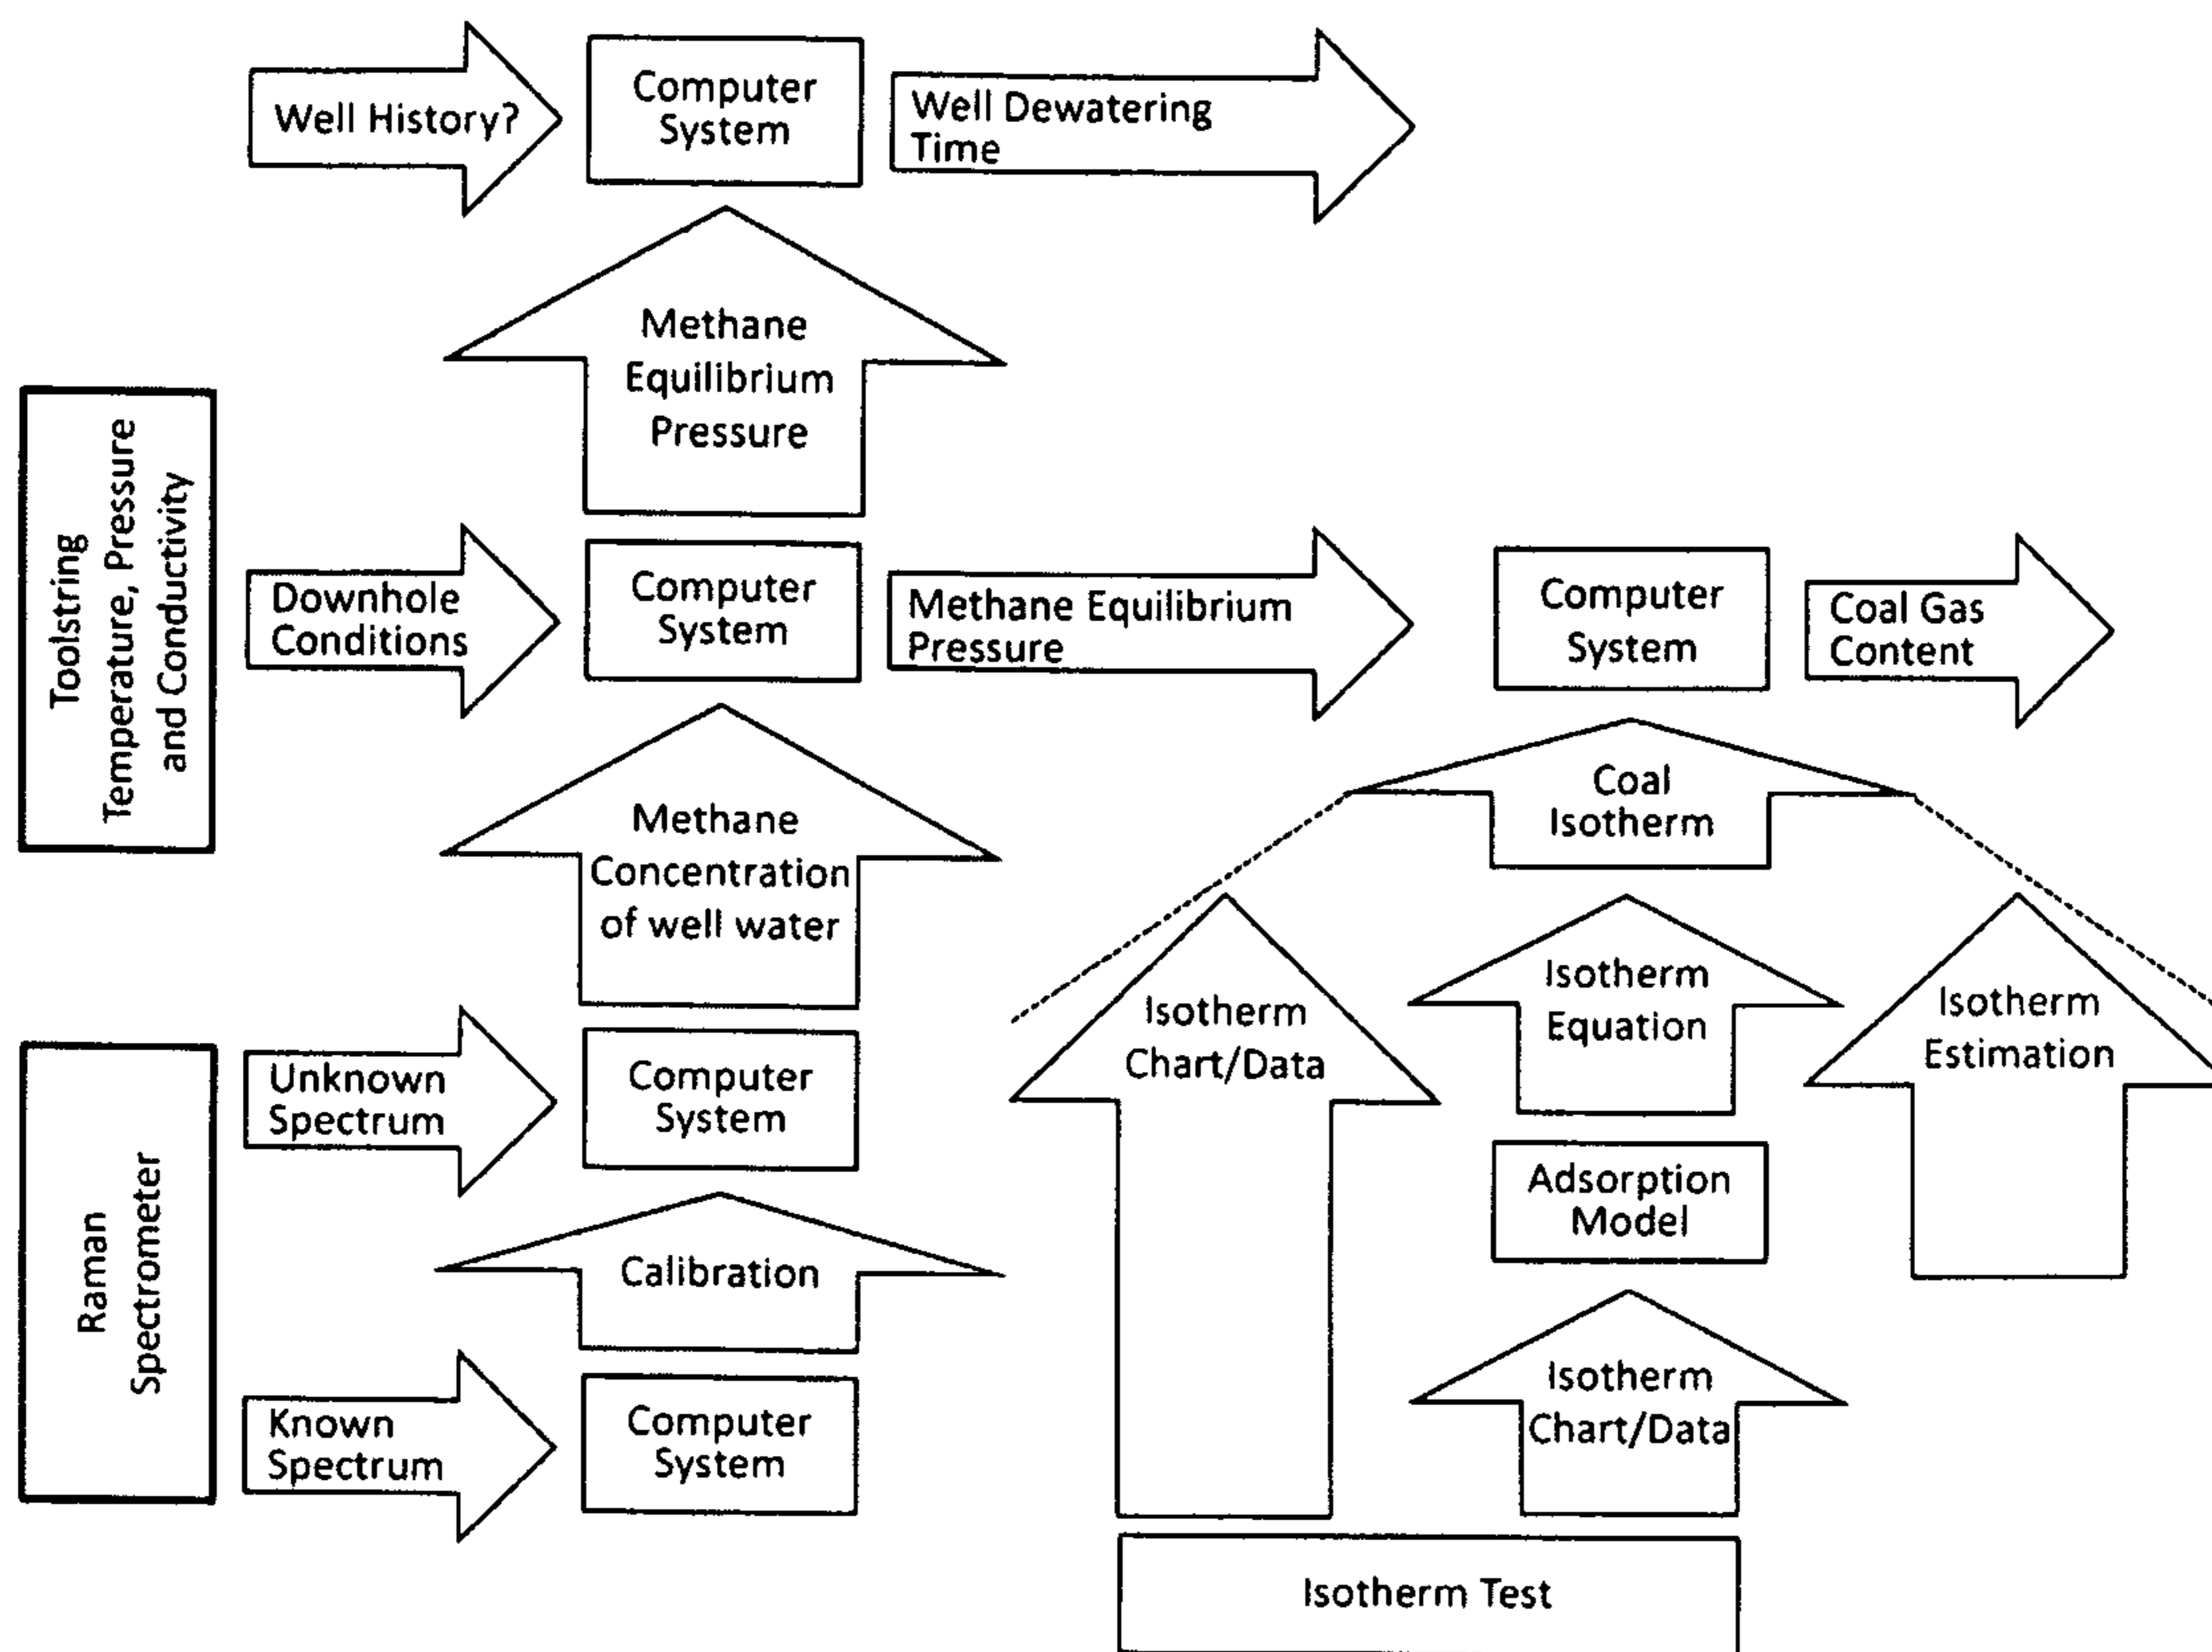 Well History?
Computer
System
Well Dewatering
Time
Methane
Equilibrium
Pressure
Toolstring
Temperature, Pressure
and Conductivity
Downhole
Conditions
Computer
System
Methane Equilibrium
Pressure
Computer
System
Coal Gas
Content
Coal
Isotherm
Methane
Concentration
of well water
Isotherm
Chart/Data
Isotherm
Equation
Isotherm
Estimation
Raman
Spectrometer
Unknown
Spectrum
Computer
System
Adsorption
Model
Calibration
Known
Spectrum
Computer
System
Isotherm
Chart/Data
Isotherm Test